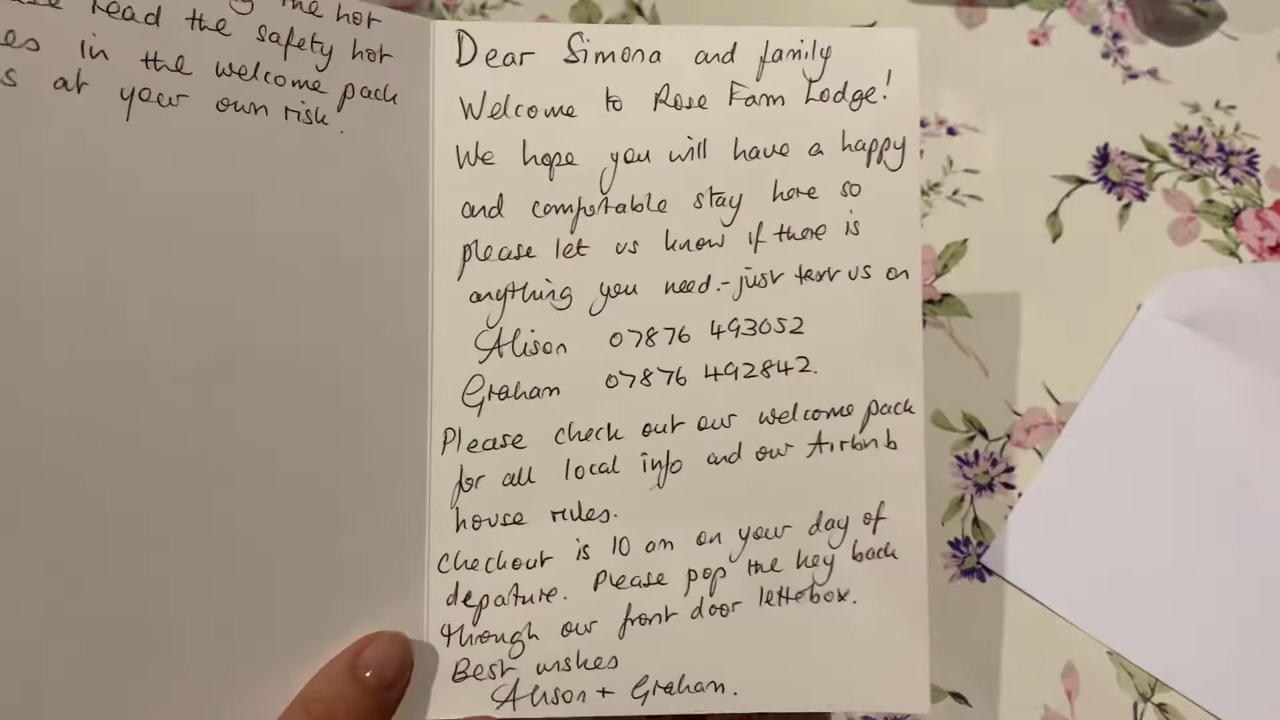 the hot
read the safety hot
es in the welcome pack
s at your own risk.
Dear Simona and family
Welcome to Rose Farm Lodge!
We hope you will have a happy
and comfortable stay here so
please let us know if there is
anything you need.- just text us on
Alison 07876 493052
Graham 07876 492842.
Please check out our welcome pack
for all local info and our Airbnb
house rules.
Checkout is 10 am on your day of
depature. Please pop the key back
through our front door letterbox.
Best wishes
Alison + Graham.